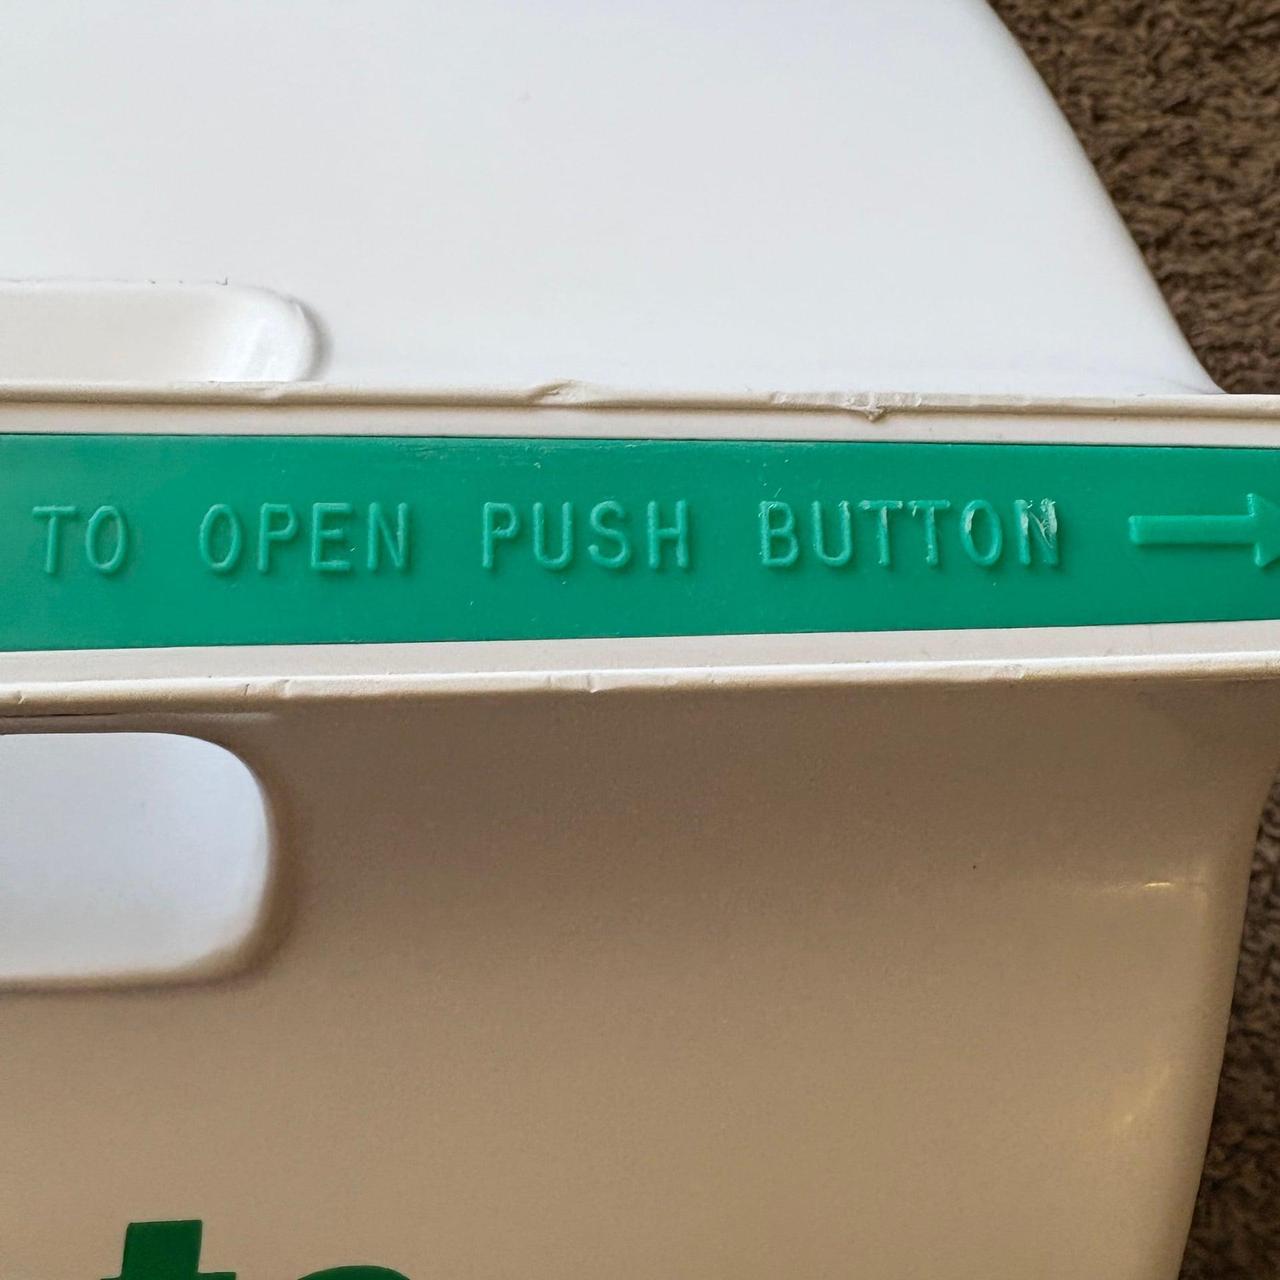 TO OPEN PUSH BUTTON →